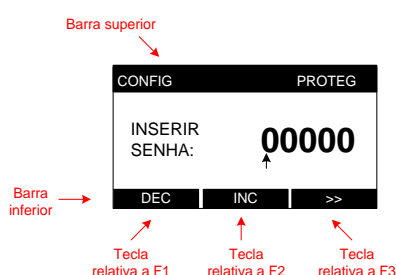 Barra superior
CONFIG PROTEG
INSERIR
SENHA:
00000
Barra
inferior
DEC INC >>
Tecla
relativa a F1
Tecla
relativa a F2
Tecla
relativa a F3